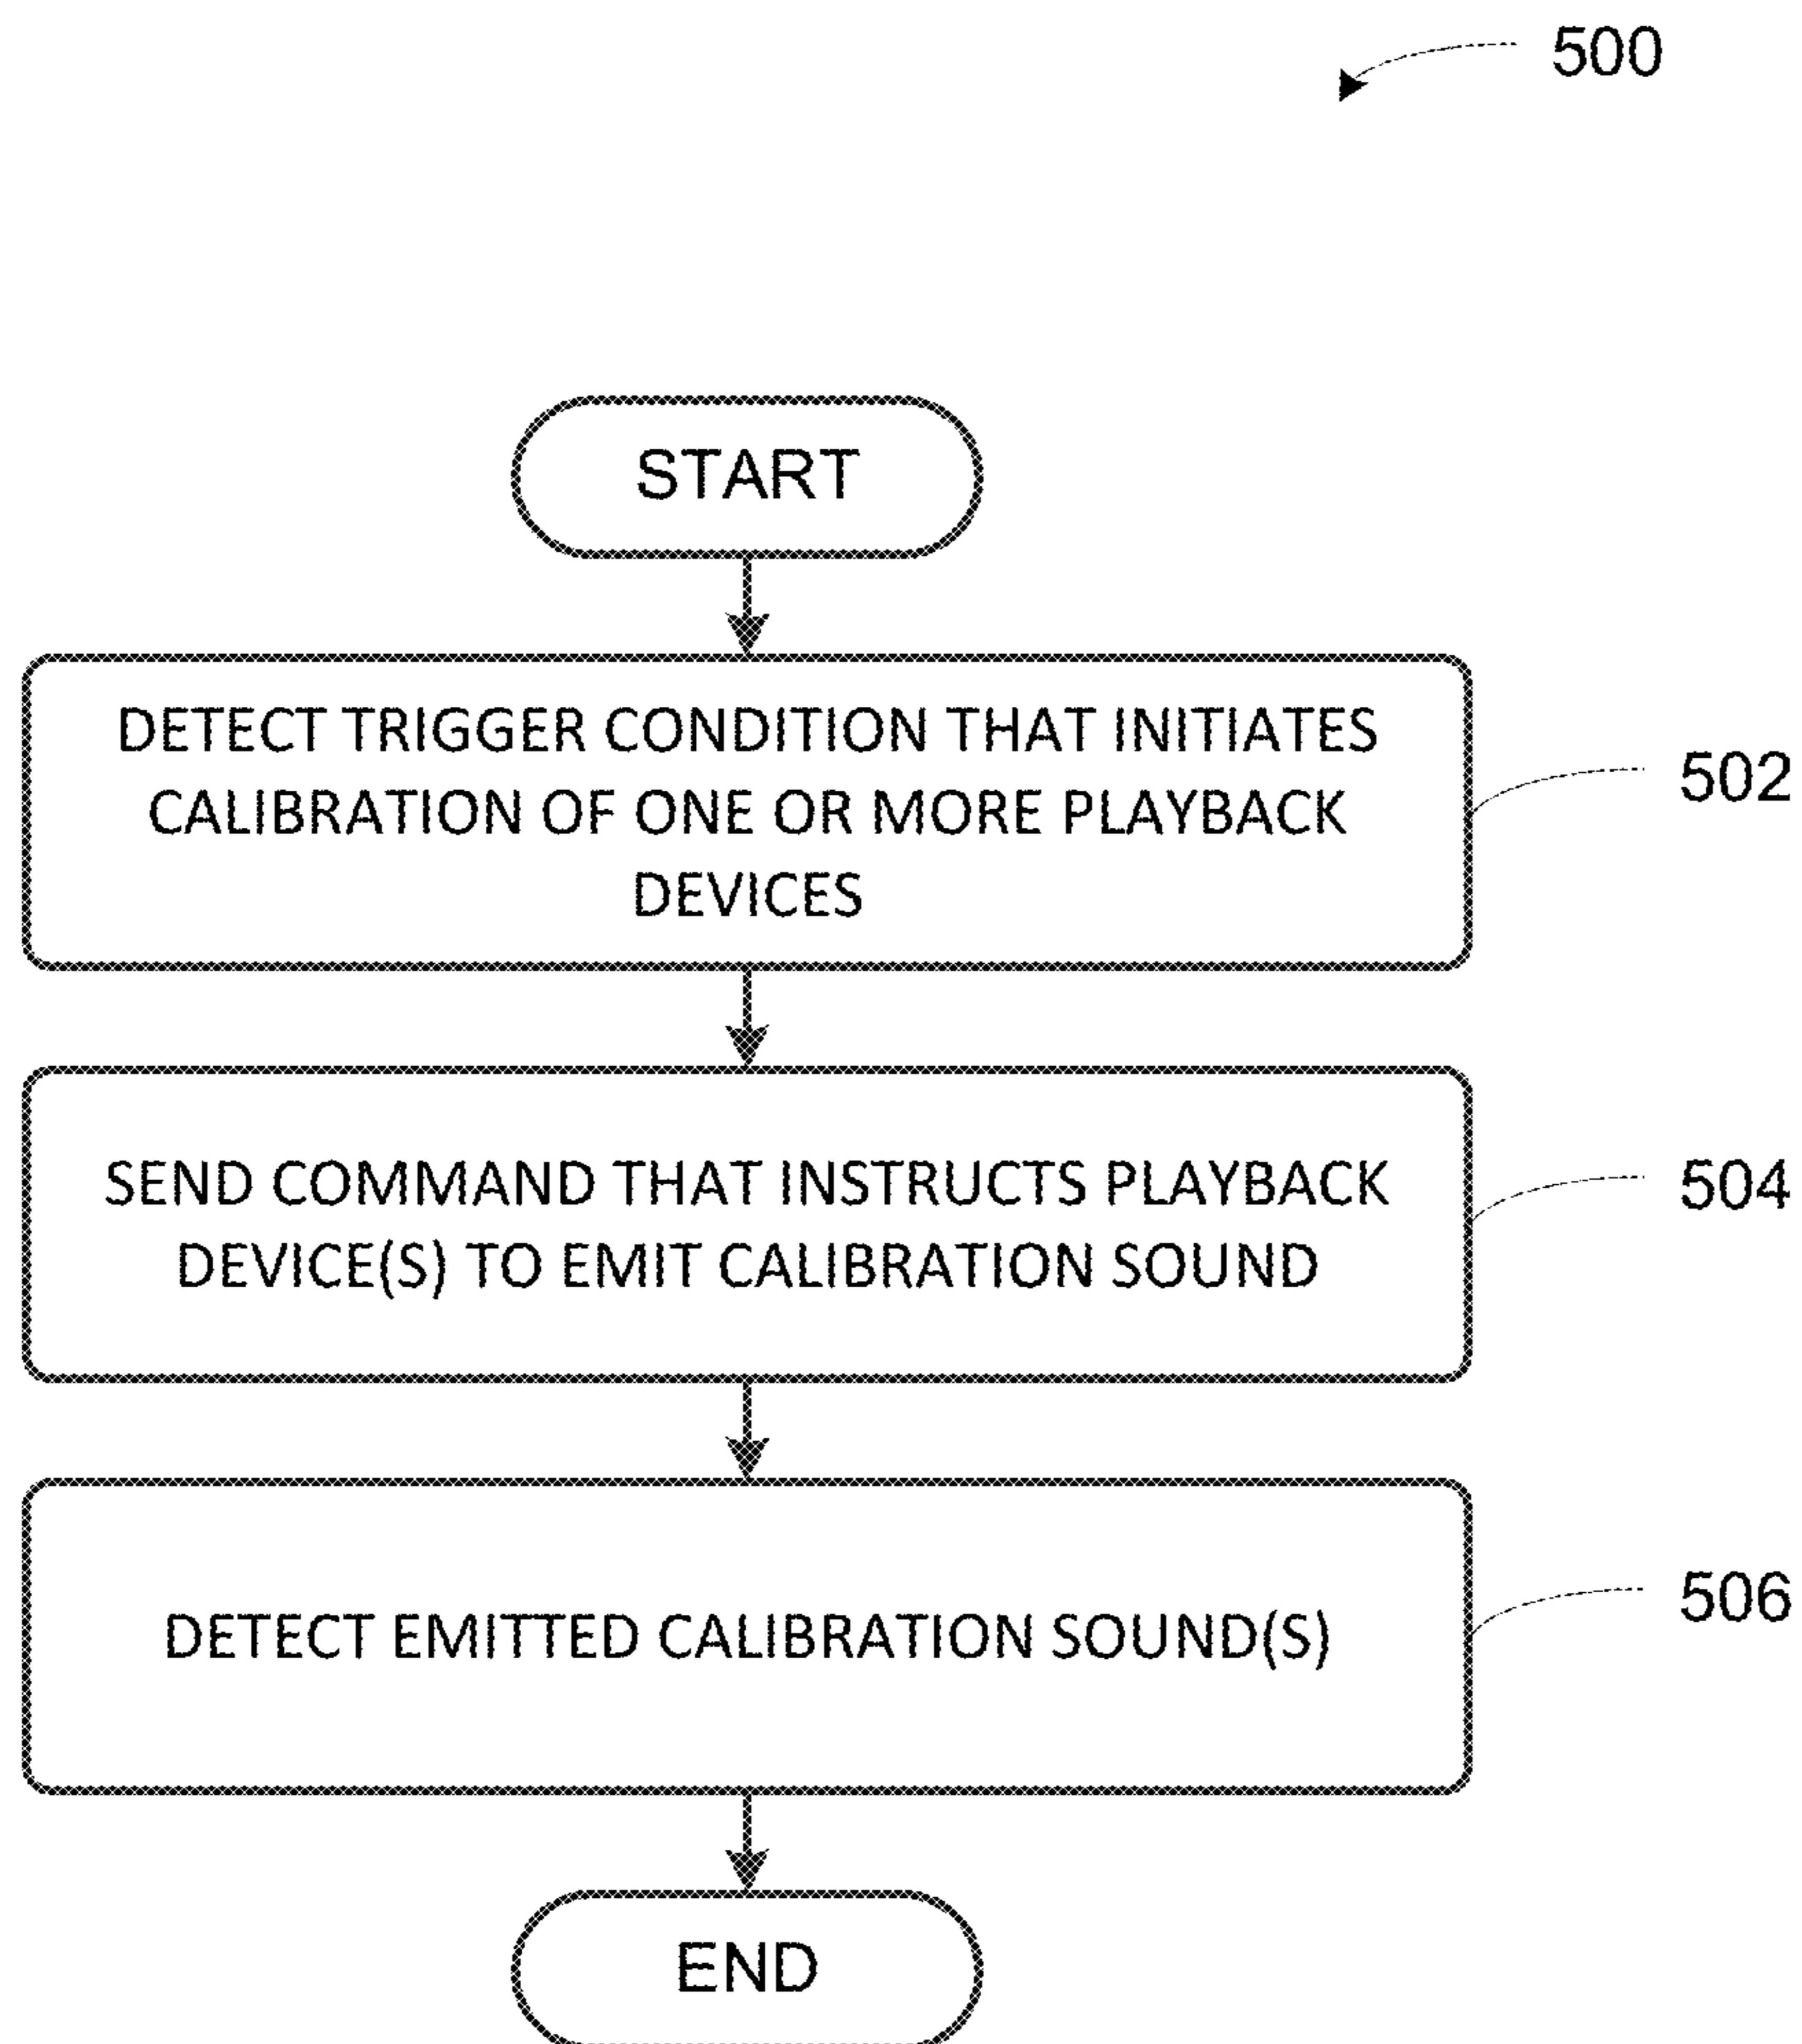 500
START
DETECT TRIGGER CONDITION THAT INITIATES
CALIBRATION OF ONE OR MORE PLAYBACK
DEVICES
502
SEND COMMAND THAT INSTRUCTS PLAYBACK
DEVICE(S) TO EMIT CALIBRATION SOUND
504
DETECT EMITTED CALIBRATION SOUND(S)
506
END